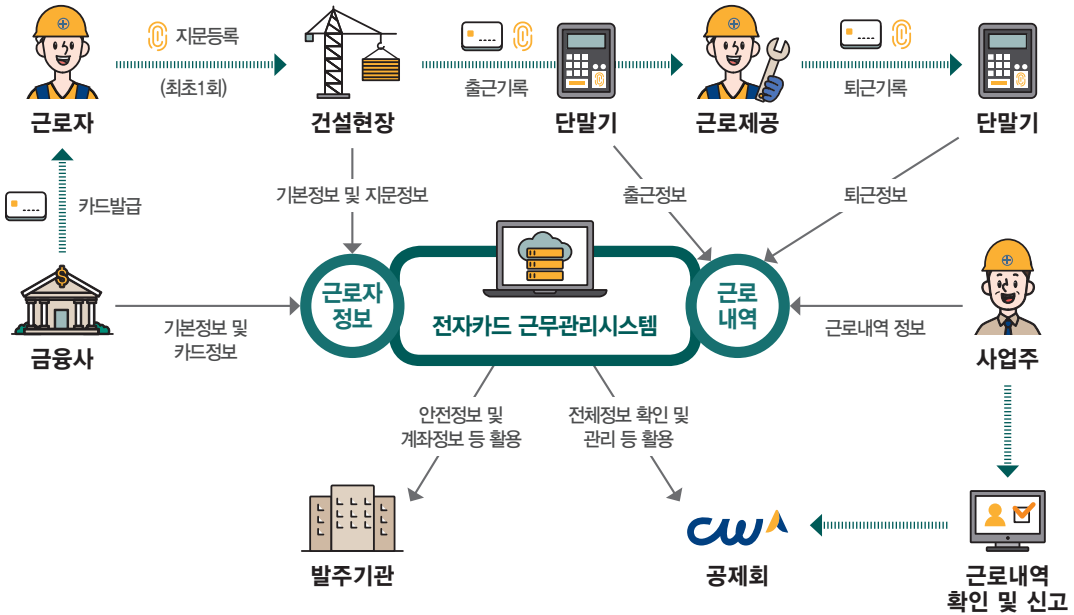 지문등록
(최초1회)
출근기록
퇴근기록
근로자
건설현장
단말기
근로제공
단말기
카드발급
기본정보 및 지문정보
출근정보
퇴근정보
근로자
정보
전자카드 근무관리시스템
근로
내역
기본정보 및
카드정보
금융사
근로내역 정보
사업주
안전정보 및
계좌정보 등 활용
전체정보 확인 및
관리 등 활용
발주기관
cw
공제회
근로내역
확인 및 신고